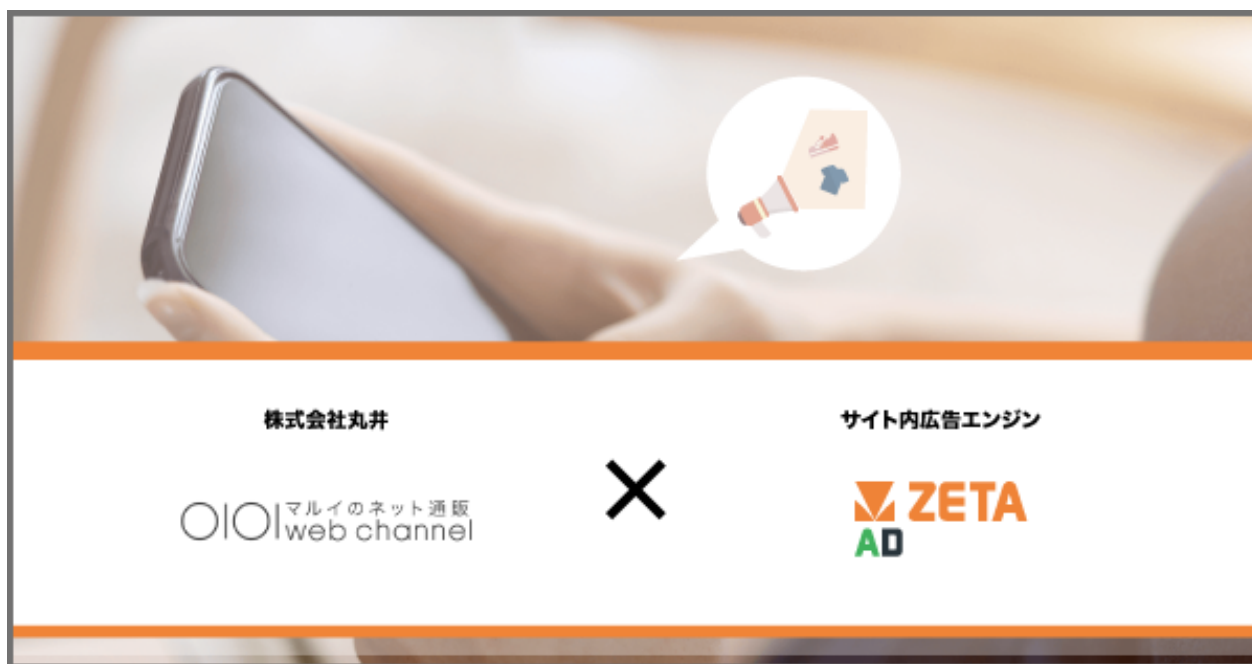 株式会社丸井
OIOI マルイのネット通販
web channel
×
サイト内広告エンジン
ZETA
AD